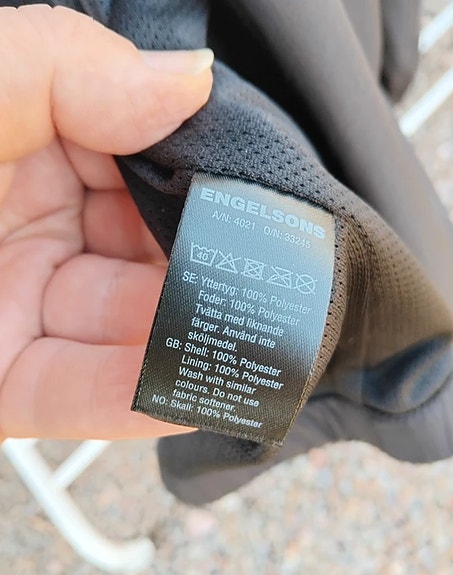 ENGELSONS
A/N: 4021 O/N: 33245
40
SE: Yttertyg: 100% Polyester
Foder: 100% Polyester
Tvätta med liknande
färger. Använd inte
sköljmedel.
GB: Shell: 100% Polyester
Lining: 100% Polyester
Wash with similar
colours. Do not use
fabric softener.
NO: Skall: 100% Polyester